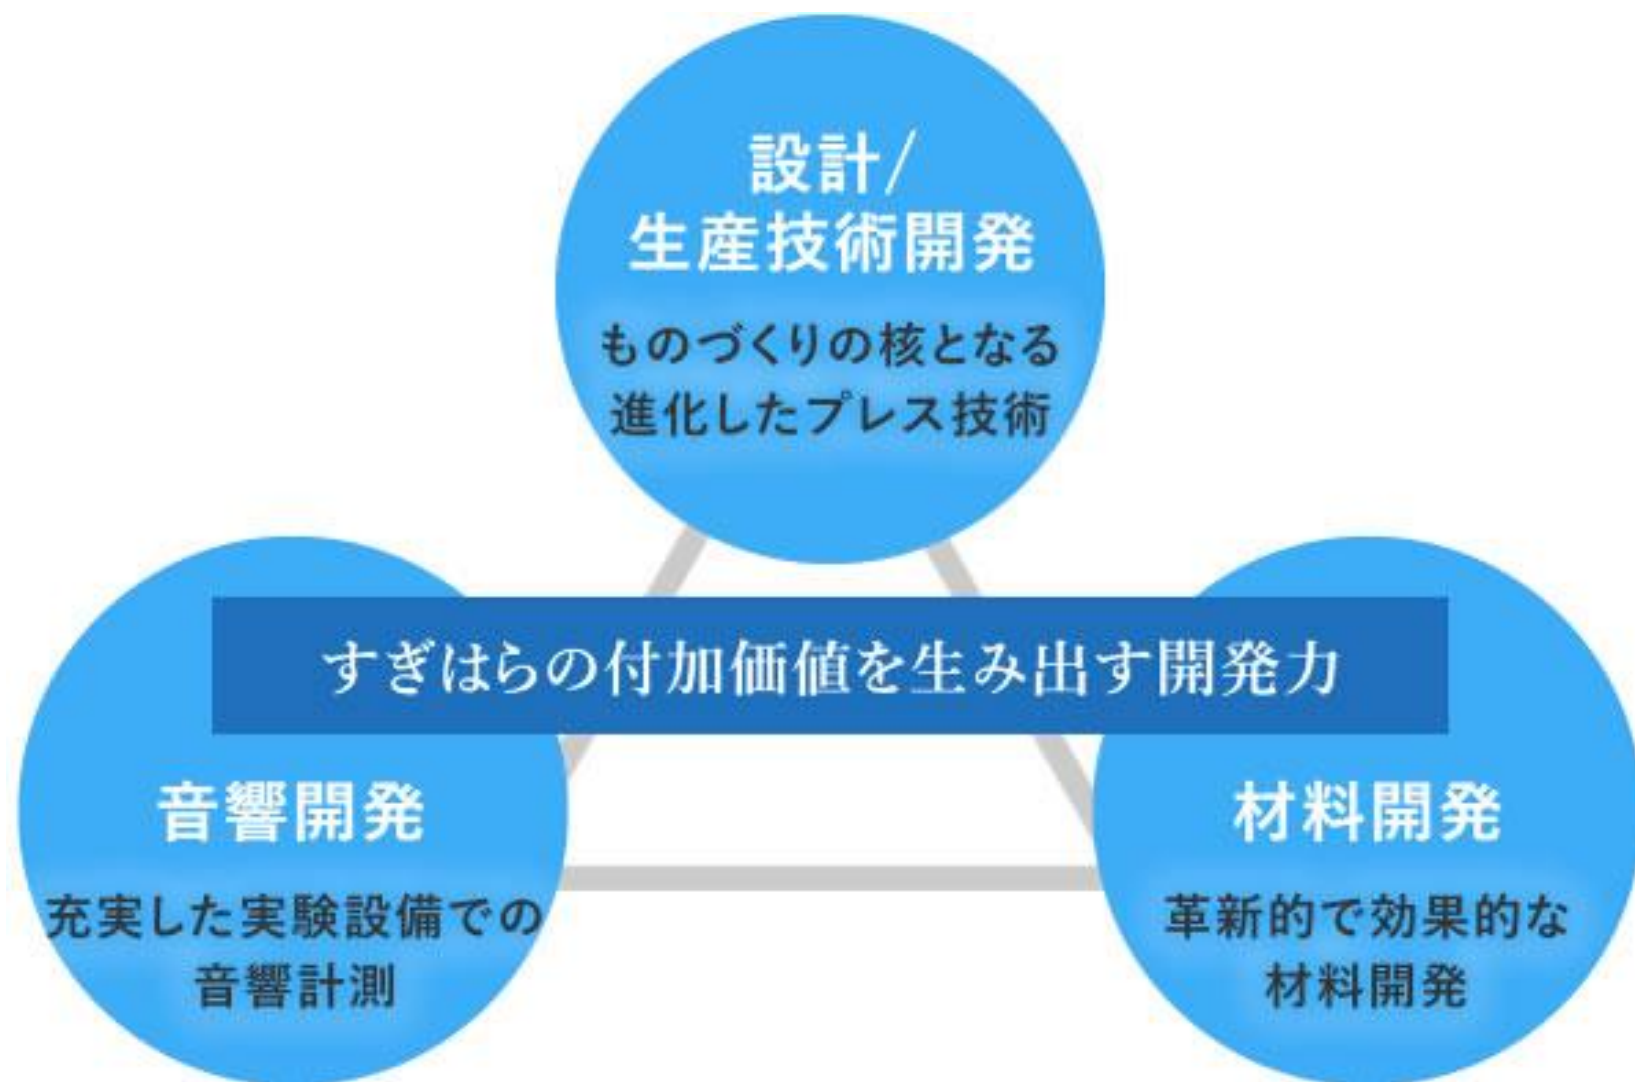 設計/
生産技術開発
ものづくりの核となる
進化したプレス技術
すぎはらの付加価値を生み出す開発力
音響開発
充実した実験設備での
音響計測
材料開発
革新的で効果的な
材料開発